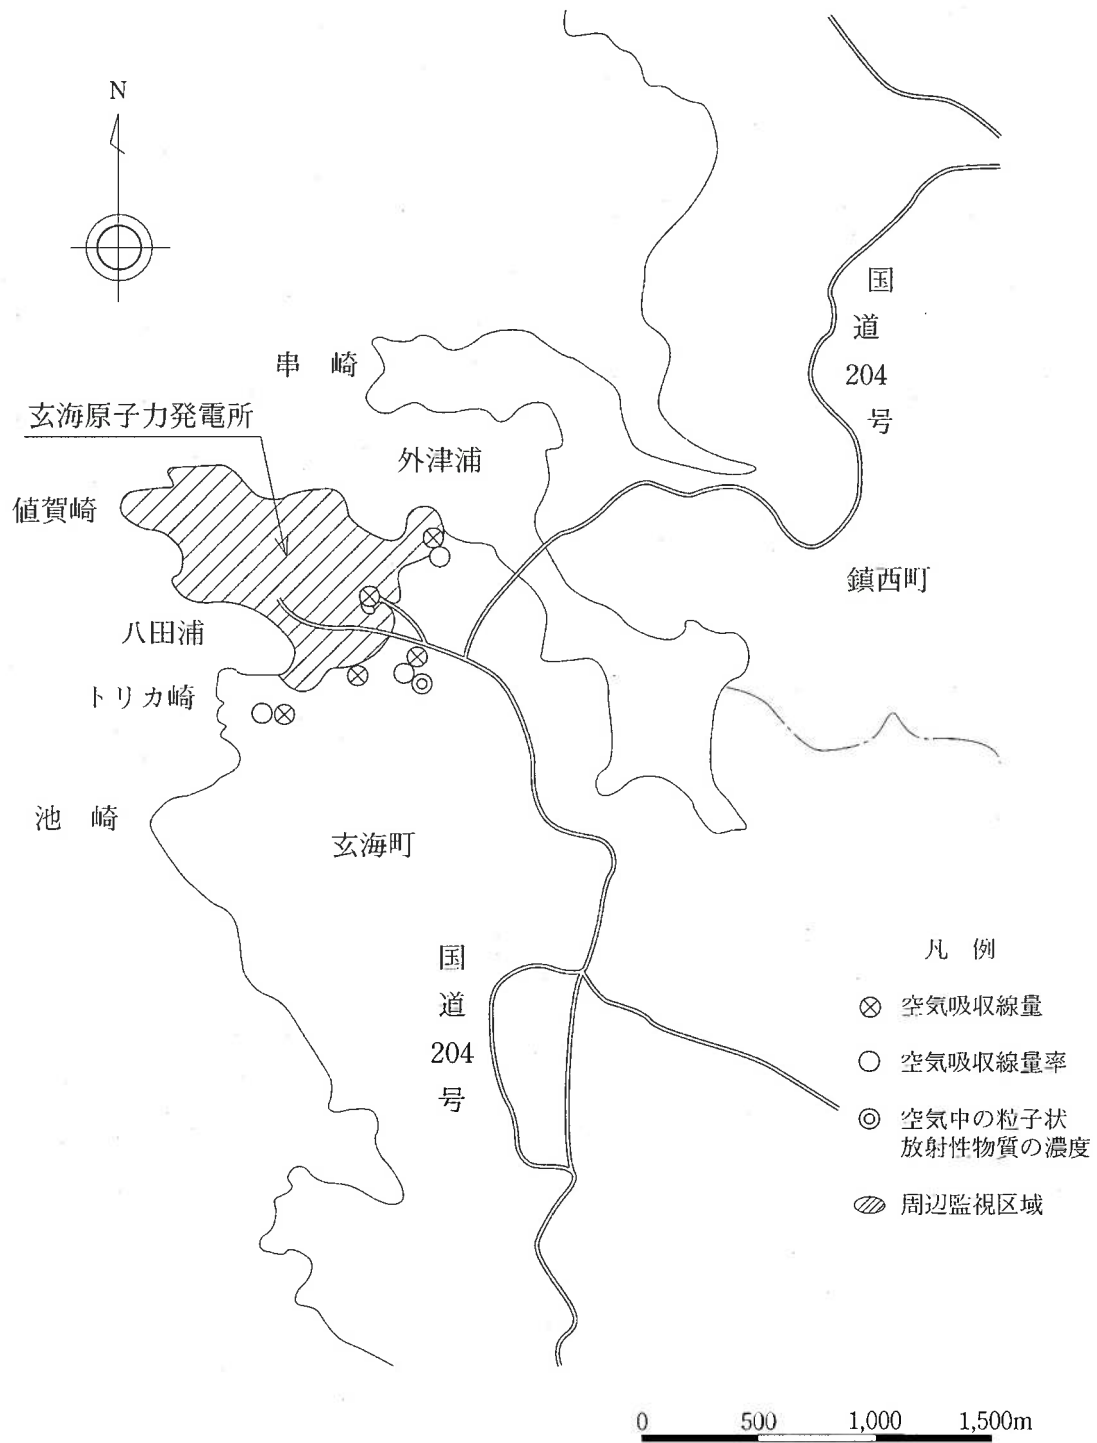 N
国
道
204
号
串崎
玄海原子力発電所
外津浦
値賀崎
鎮西町
八田浦
トリカ崎
池崎
玄海町
国
道
204
号
凡例
空気吸収線量
空気吸収線量率
空気中の粒子状
放射性物質の濃度
周辺監視区域
0 500 1,000 1,500m